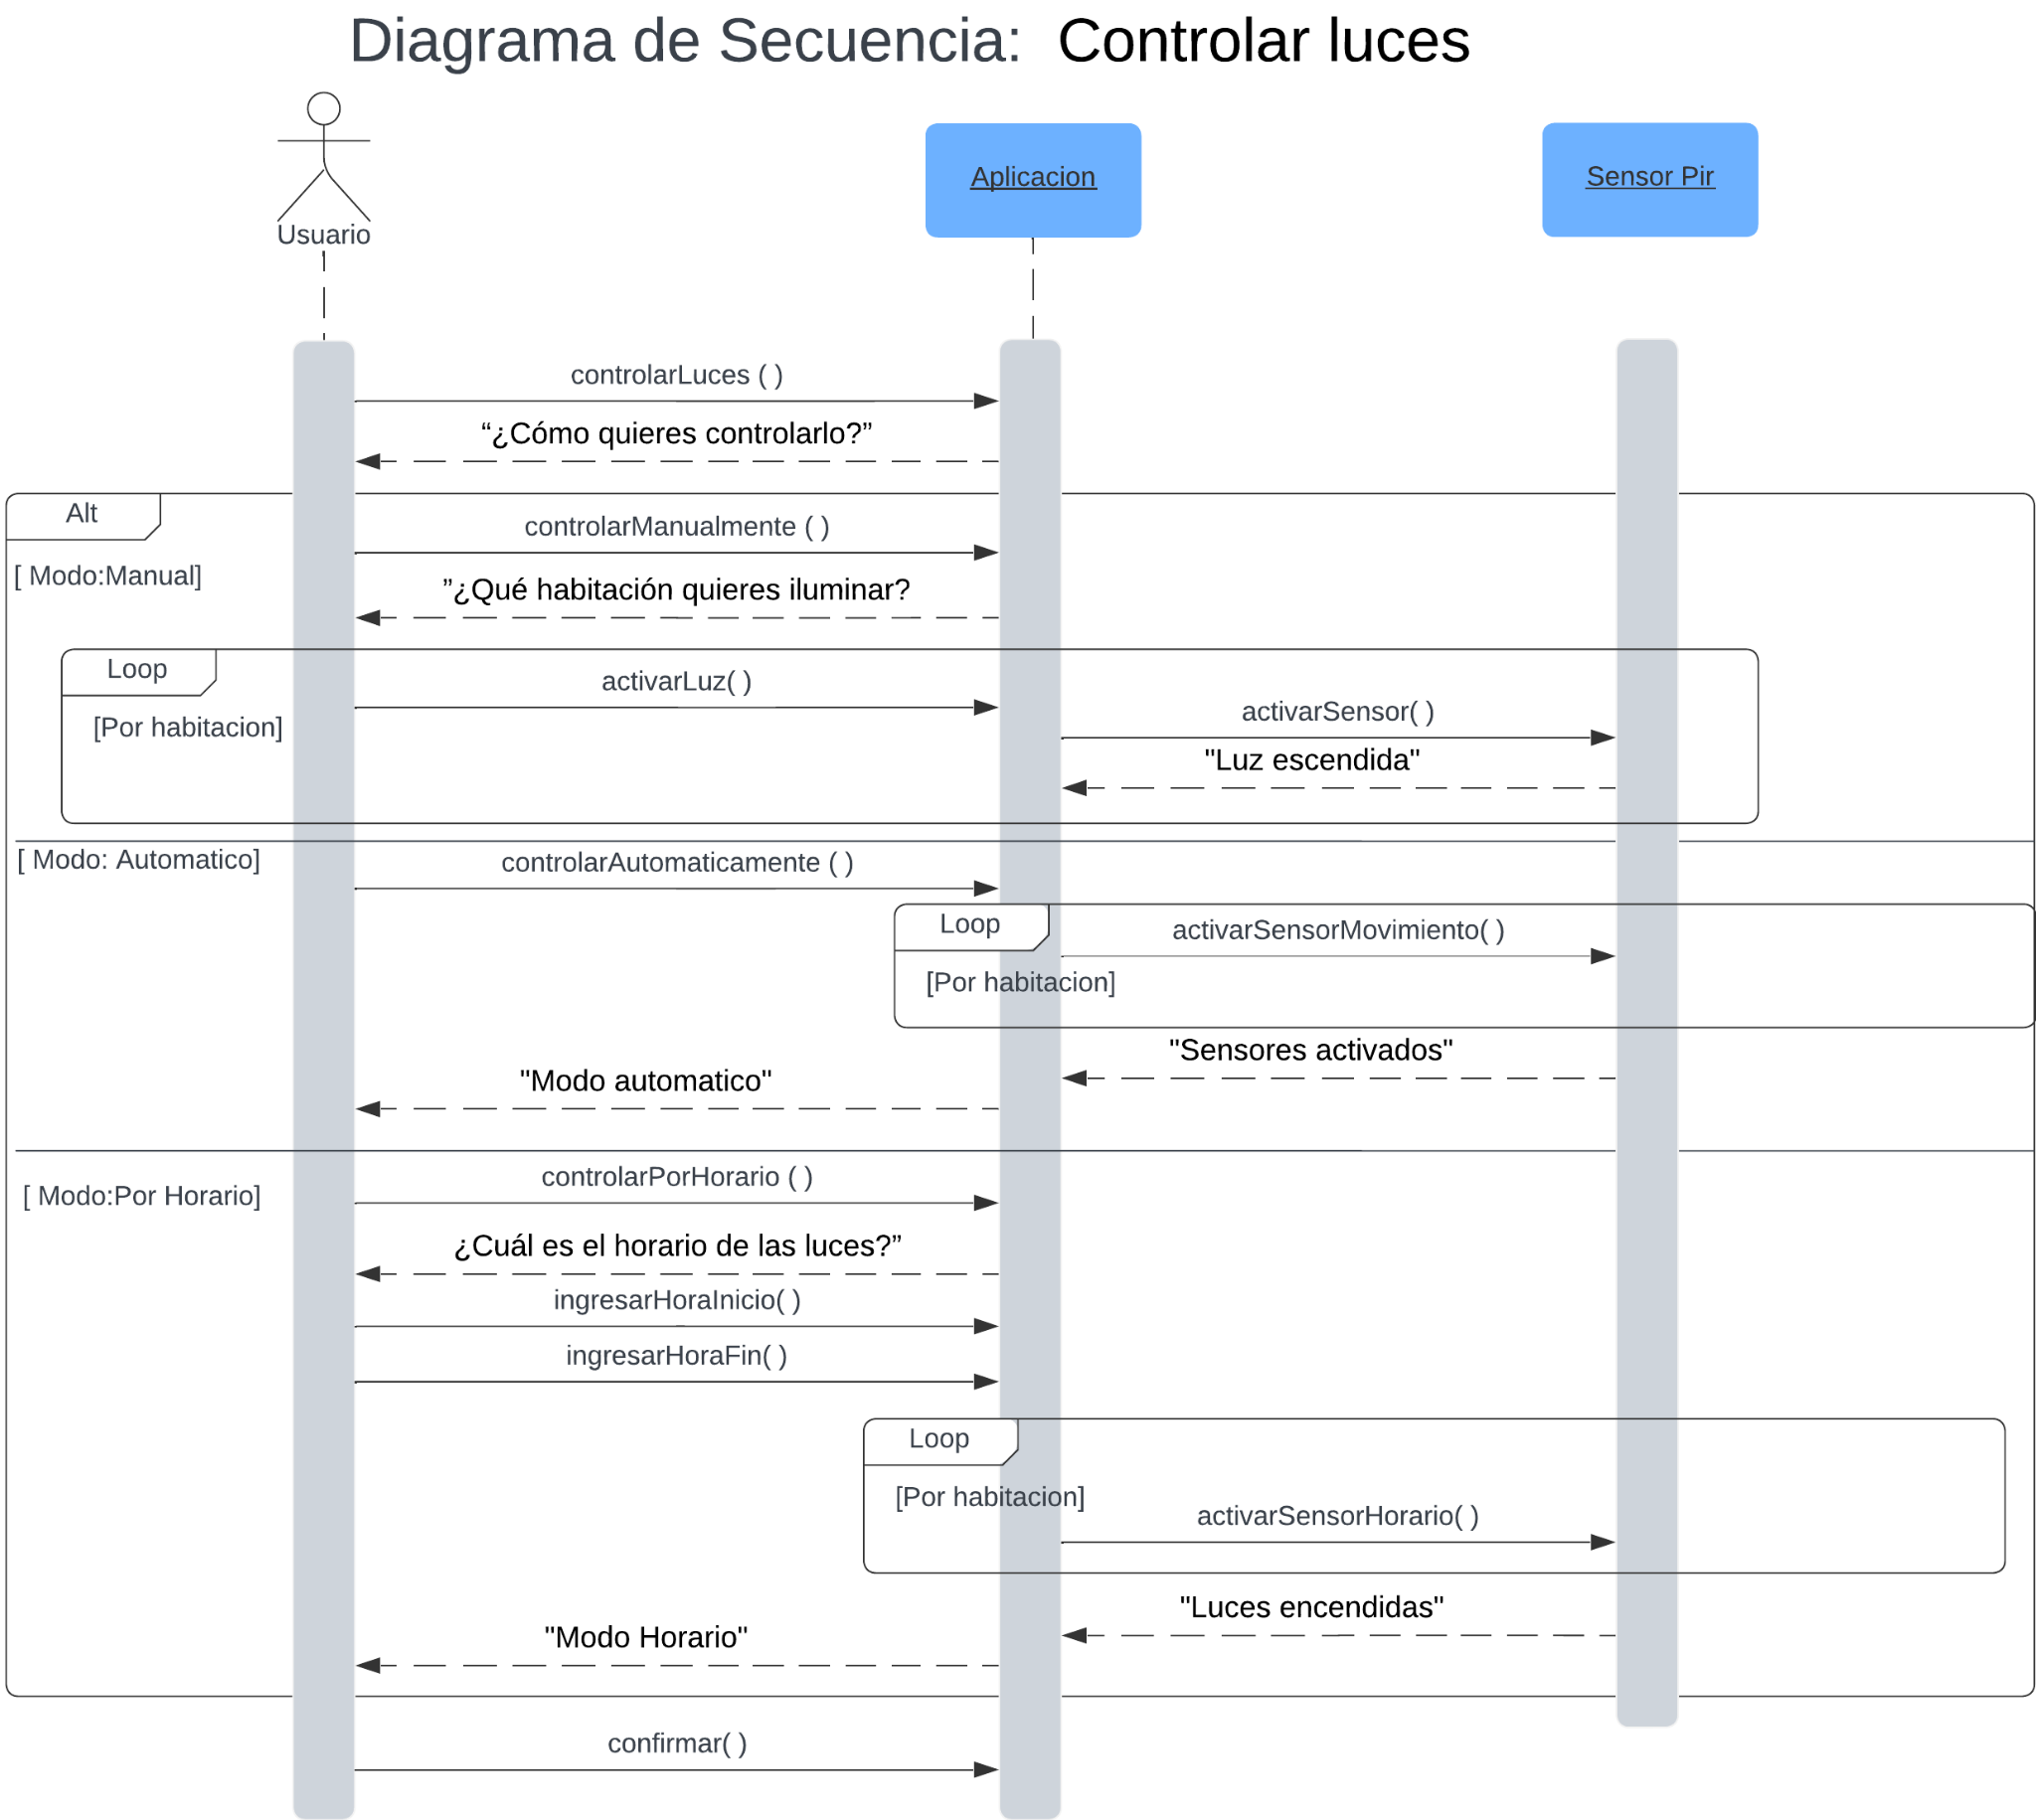 Diagrama de Secuencia: Controlar luces
Usuario
Aplicacion
Sensor Pir
controlarLuces ( )
“¿Cómo quieres controlarlo?”
Alt
controlarManualmente ( )
[ Modo:Manual]
”¿Qué habitación quieres iluminar?
Loop
activarLuz( )
[Por habitacion]
activarSensor( )
"Luz escendida"
[ Modo: Automatico]
controlarAutomaticamente ( )
Loop
activarSensorMovimiento( )
[Por habitacion]
"Sensores activados"
"Modo automatico"
controlarPorHorario ( )
[ Modo:Por Horario]
¿Cuál es el horario de las luces?”
ingresarHoraInicio( )
ingresarHoraFin( )
Loop
[Por habitacion]
activarSensorHorario( )
"Luces encendidas"
"Modo Horario"
confirmar( )